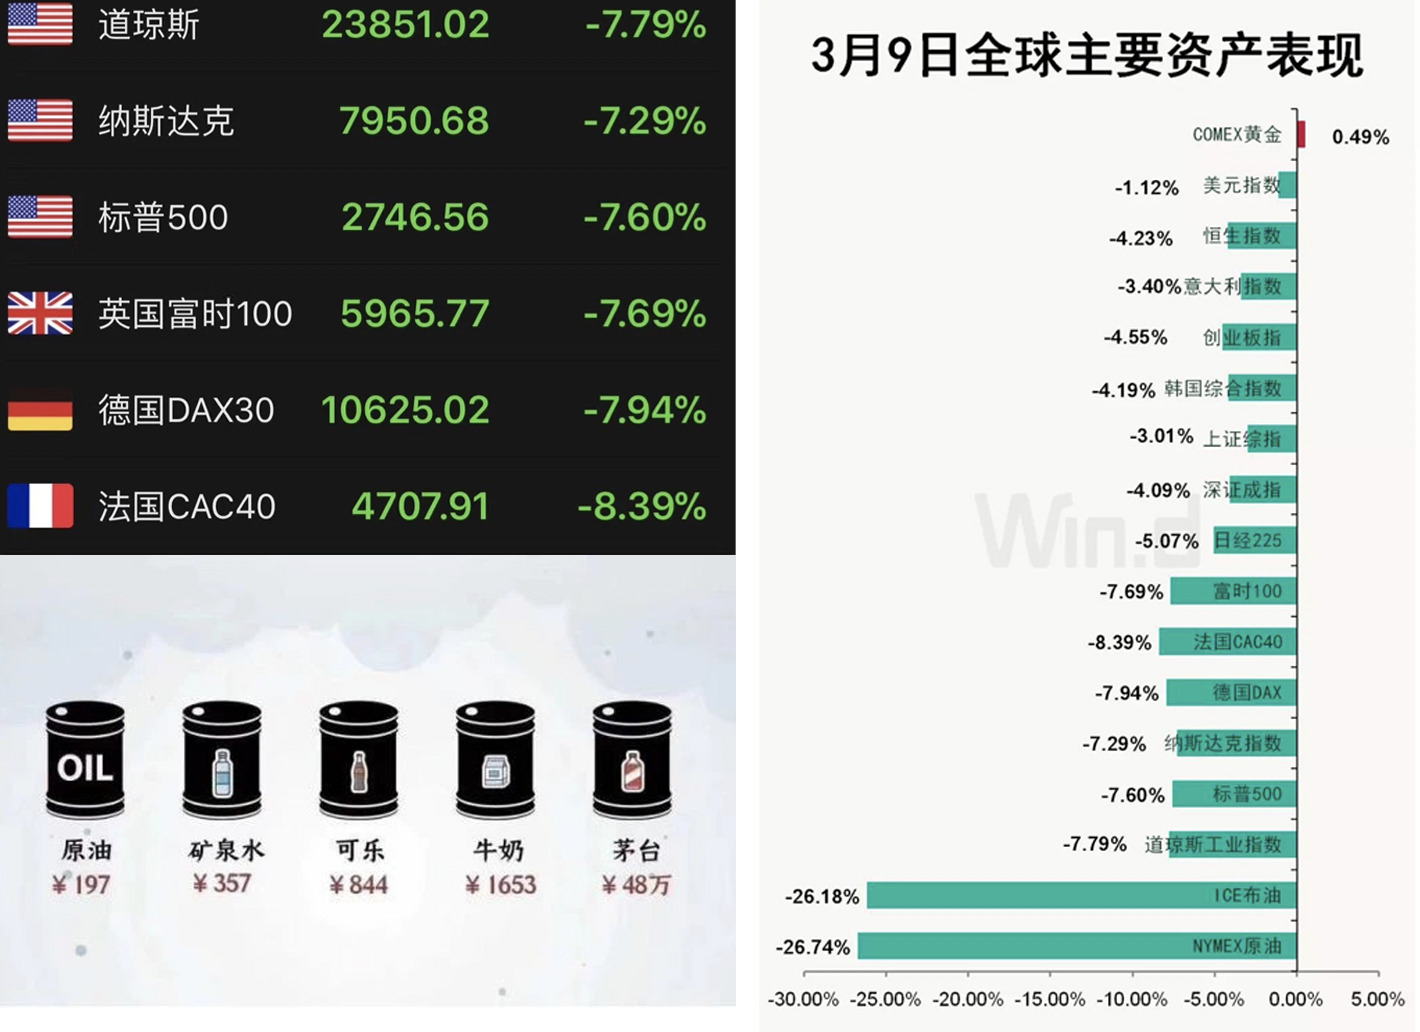 道琼斯 23851.02 -7.79%
纳斯达克 7950.68 -7.29%
标普500 2746.56 -7.60%
英国富时100 5965.77 -7.69%
德国DAX30 10625.02 -7.94%
法国CAC40 4707.91 -8.39%
OIL
原油 矿泉水 可乐 牛奶 茅台
¥197 ¥357 ¥844 ¥1653 ¥48万
3月9日全球主要资产表现
COMEX黄金 0.49%
-1.12% 美元指数
-4.23% 恒生指数
-3.40% 意大利指数
-4.55% 创业板指
-4.19% 韩国综合指数
-3.01% 上证综指
-4.09% 深证成指
Win.d
-5.07% 日经225
-7.69% 富时100
-8.39% 法国CAC40
-7.94% 德国DAX
-7.29% 纳斯达克指数
-7.60% 标普500
-7.79% 道琼斯工业指数
-26.18% ICE布油
-26.74% NYMEX原油
-30.00% -25.00% -20.00% -15.00% -10.00% -5.00% 0.00% 5.00%